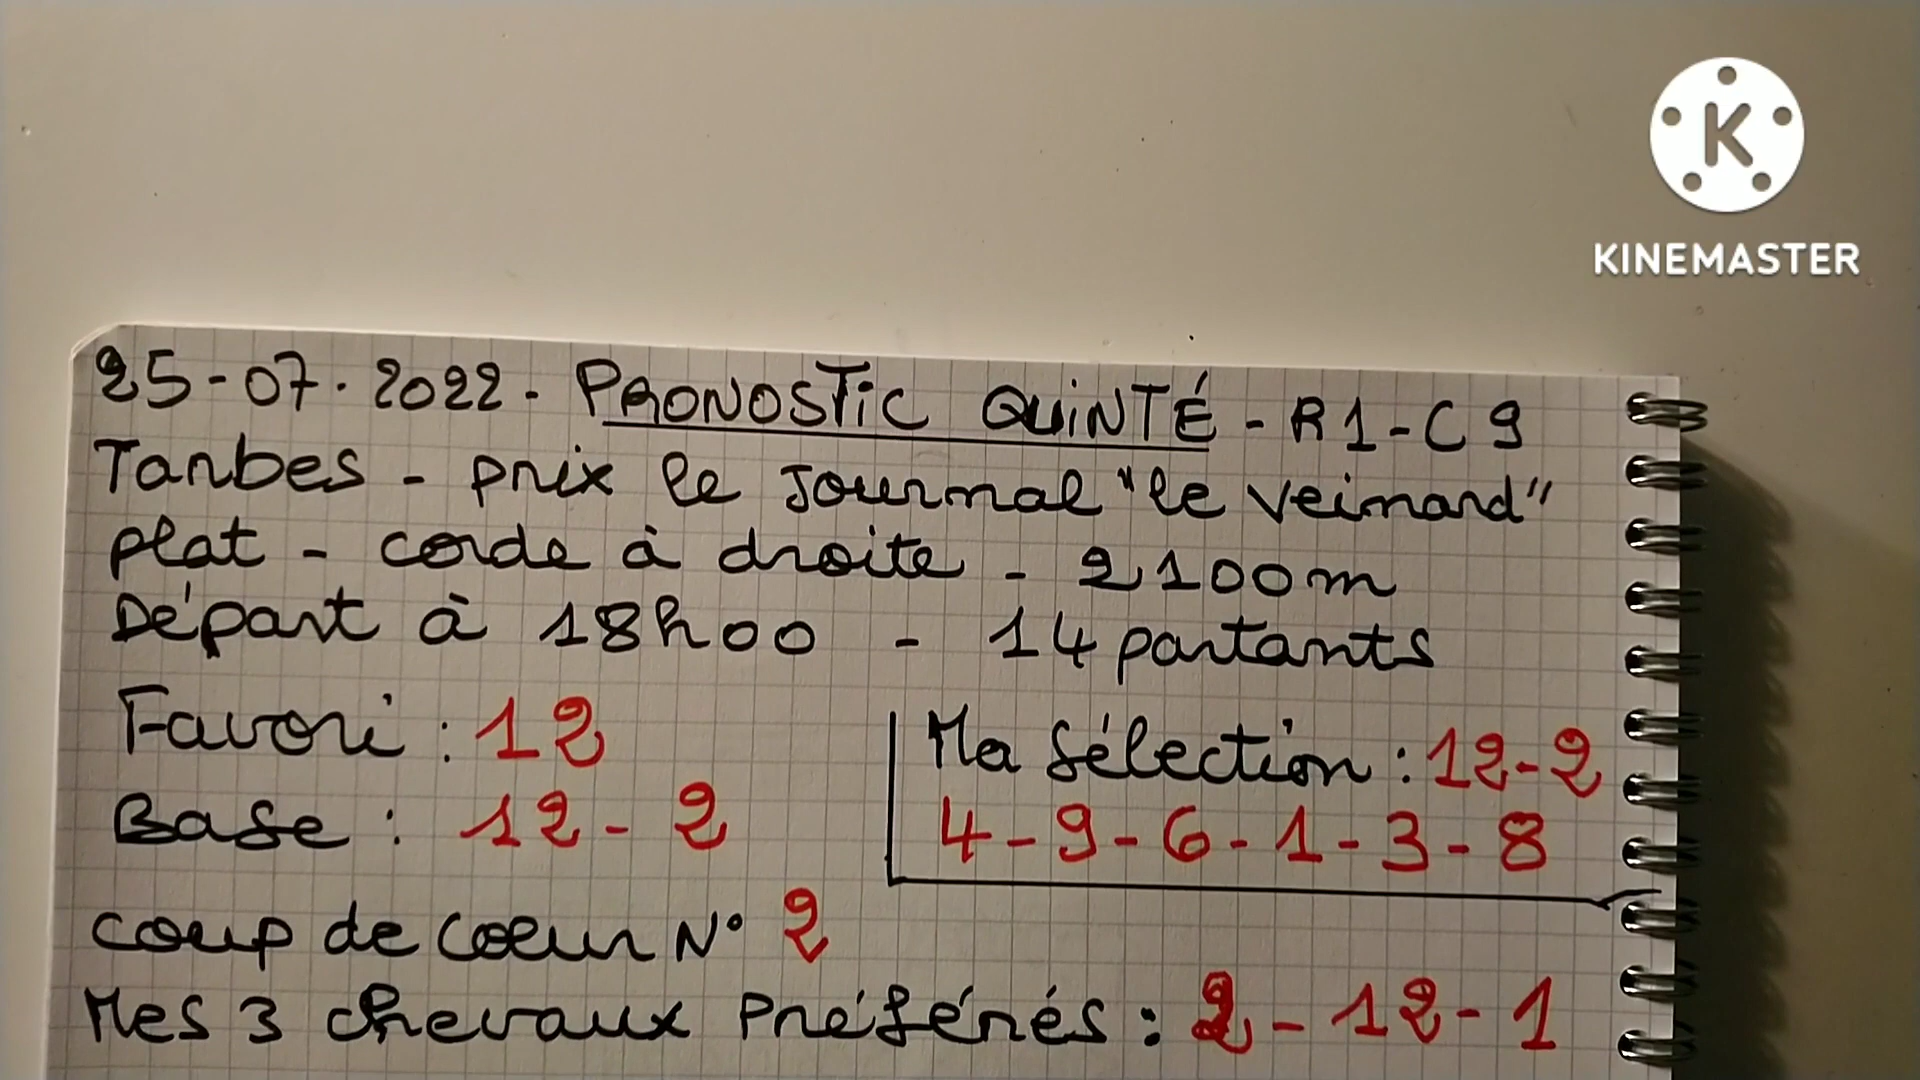 KINEMASTER
25-07.2022- PRONOSTIC QUINTÉ - R1-C9
Tarbes - prix le Journal "le veinard"
plat - corde à droite - 2100m
Départ à 18h00 - 14 partants
Favori : 12
Base : 12 - 2
Ma Sélection : 12-2
4-9-6-1-3-8
coup de coeur N° 2
Mes 3 chevaux Préférés : 2-12-1